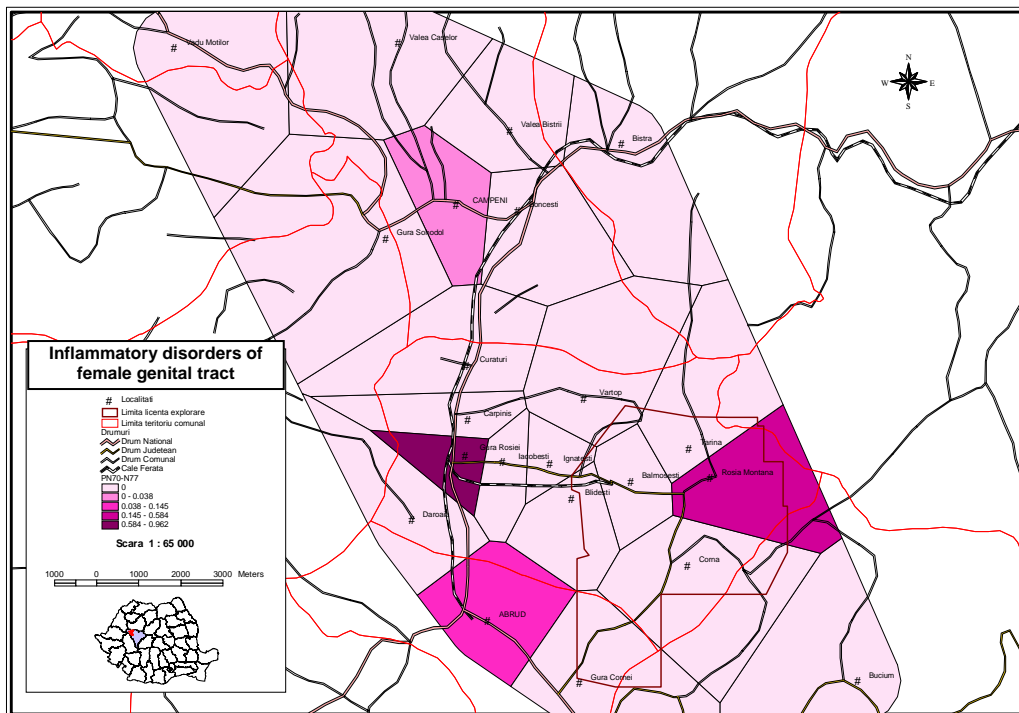 Vadu Motilor
Valea Caselor
N
W E
S
Valea Bistrii
Bistra
CAMPENI
Boncesti
Gura Sohodol
Inflammatory disorders of
female genital tract
# Localitati
Limita licenta explorare
Limita teritoriu comunal
Drumuri
Drum National
Drum Judetean
Drum Comunal
Cale Ferata
PN70-N77
0
0 - 0.038
0.038 - 0.145
0.145 - 0.584
0.584 - 0.962
Scara 1 : 65 000
1000 0 1000 2000 3000 Meters
Curaturi
Vartop
Carpinis
Tarina
Gura Rosiei
Iacobesti
Ignatesti
Balmosesti
Rosia Montana
Blidesti
Daroaia
Corna
ABRUD
Gura Cornei
Bucium